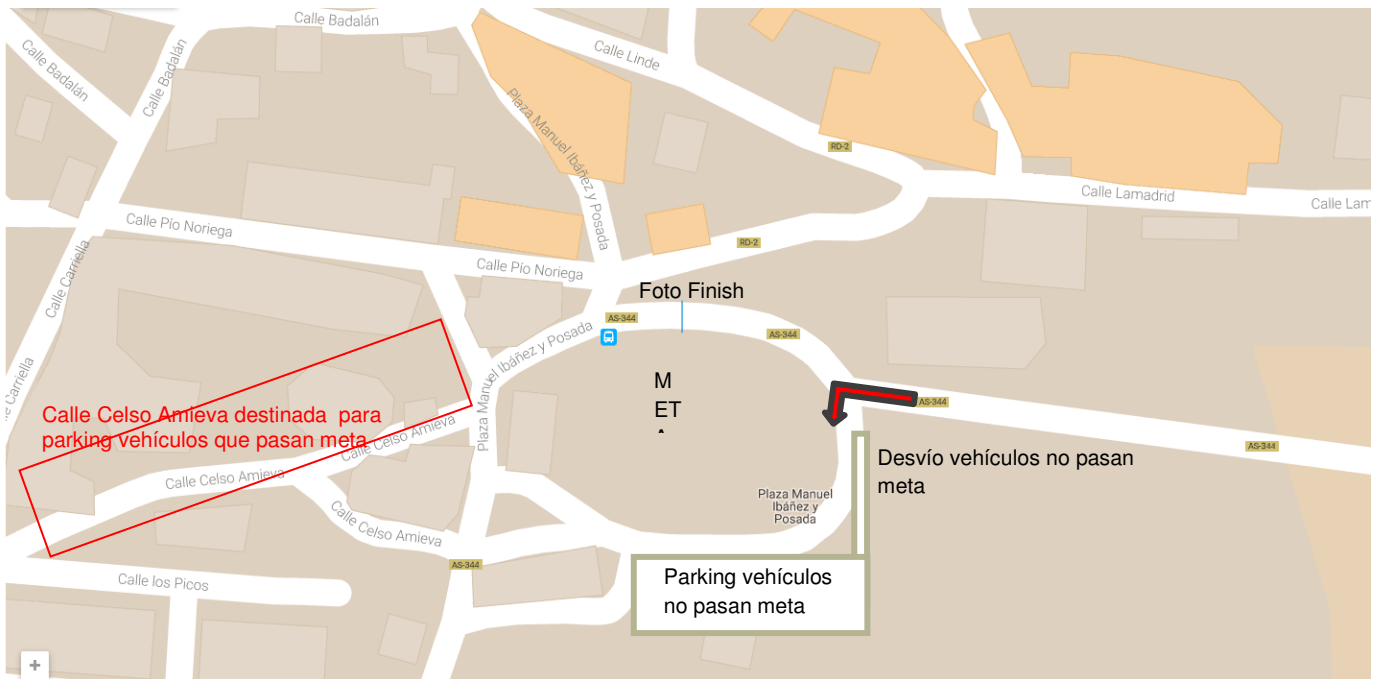 Calle Badalán
Calle Badalán
Calle Badalán
Calle Linde
Plaza Manuel Ibáñez y Posada
RD-2
Calle Lamadrid
Calle Lam
Calle Pío Noriega
RD-2
Calle Carriella
Calle Pío Noriega
Foto Finish
AS-344
AS-344
Plaza Manuel Ibáñez y Posada
e Carriella
M
ET
AS-344
Calle Celso Amieva destinada para
parking vehículos que pasan meta
Calle Celso Amieva
Plaza Manuel
AS-344
Desvío vehículos no pasan
meta
Calle Celso Amieva
Plaza Manuel
Ibáñez y
Posada
Calle Celso Amieva
AS-344
Calle los Picos
Parking vehículos
no pasan meta
+